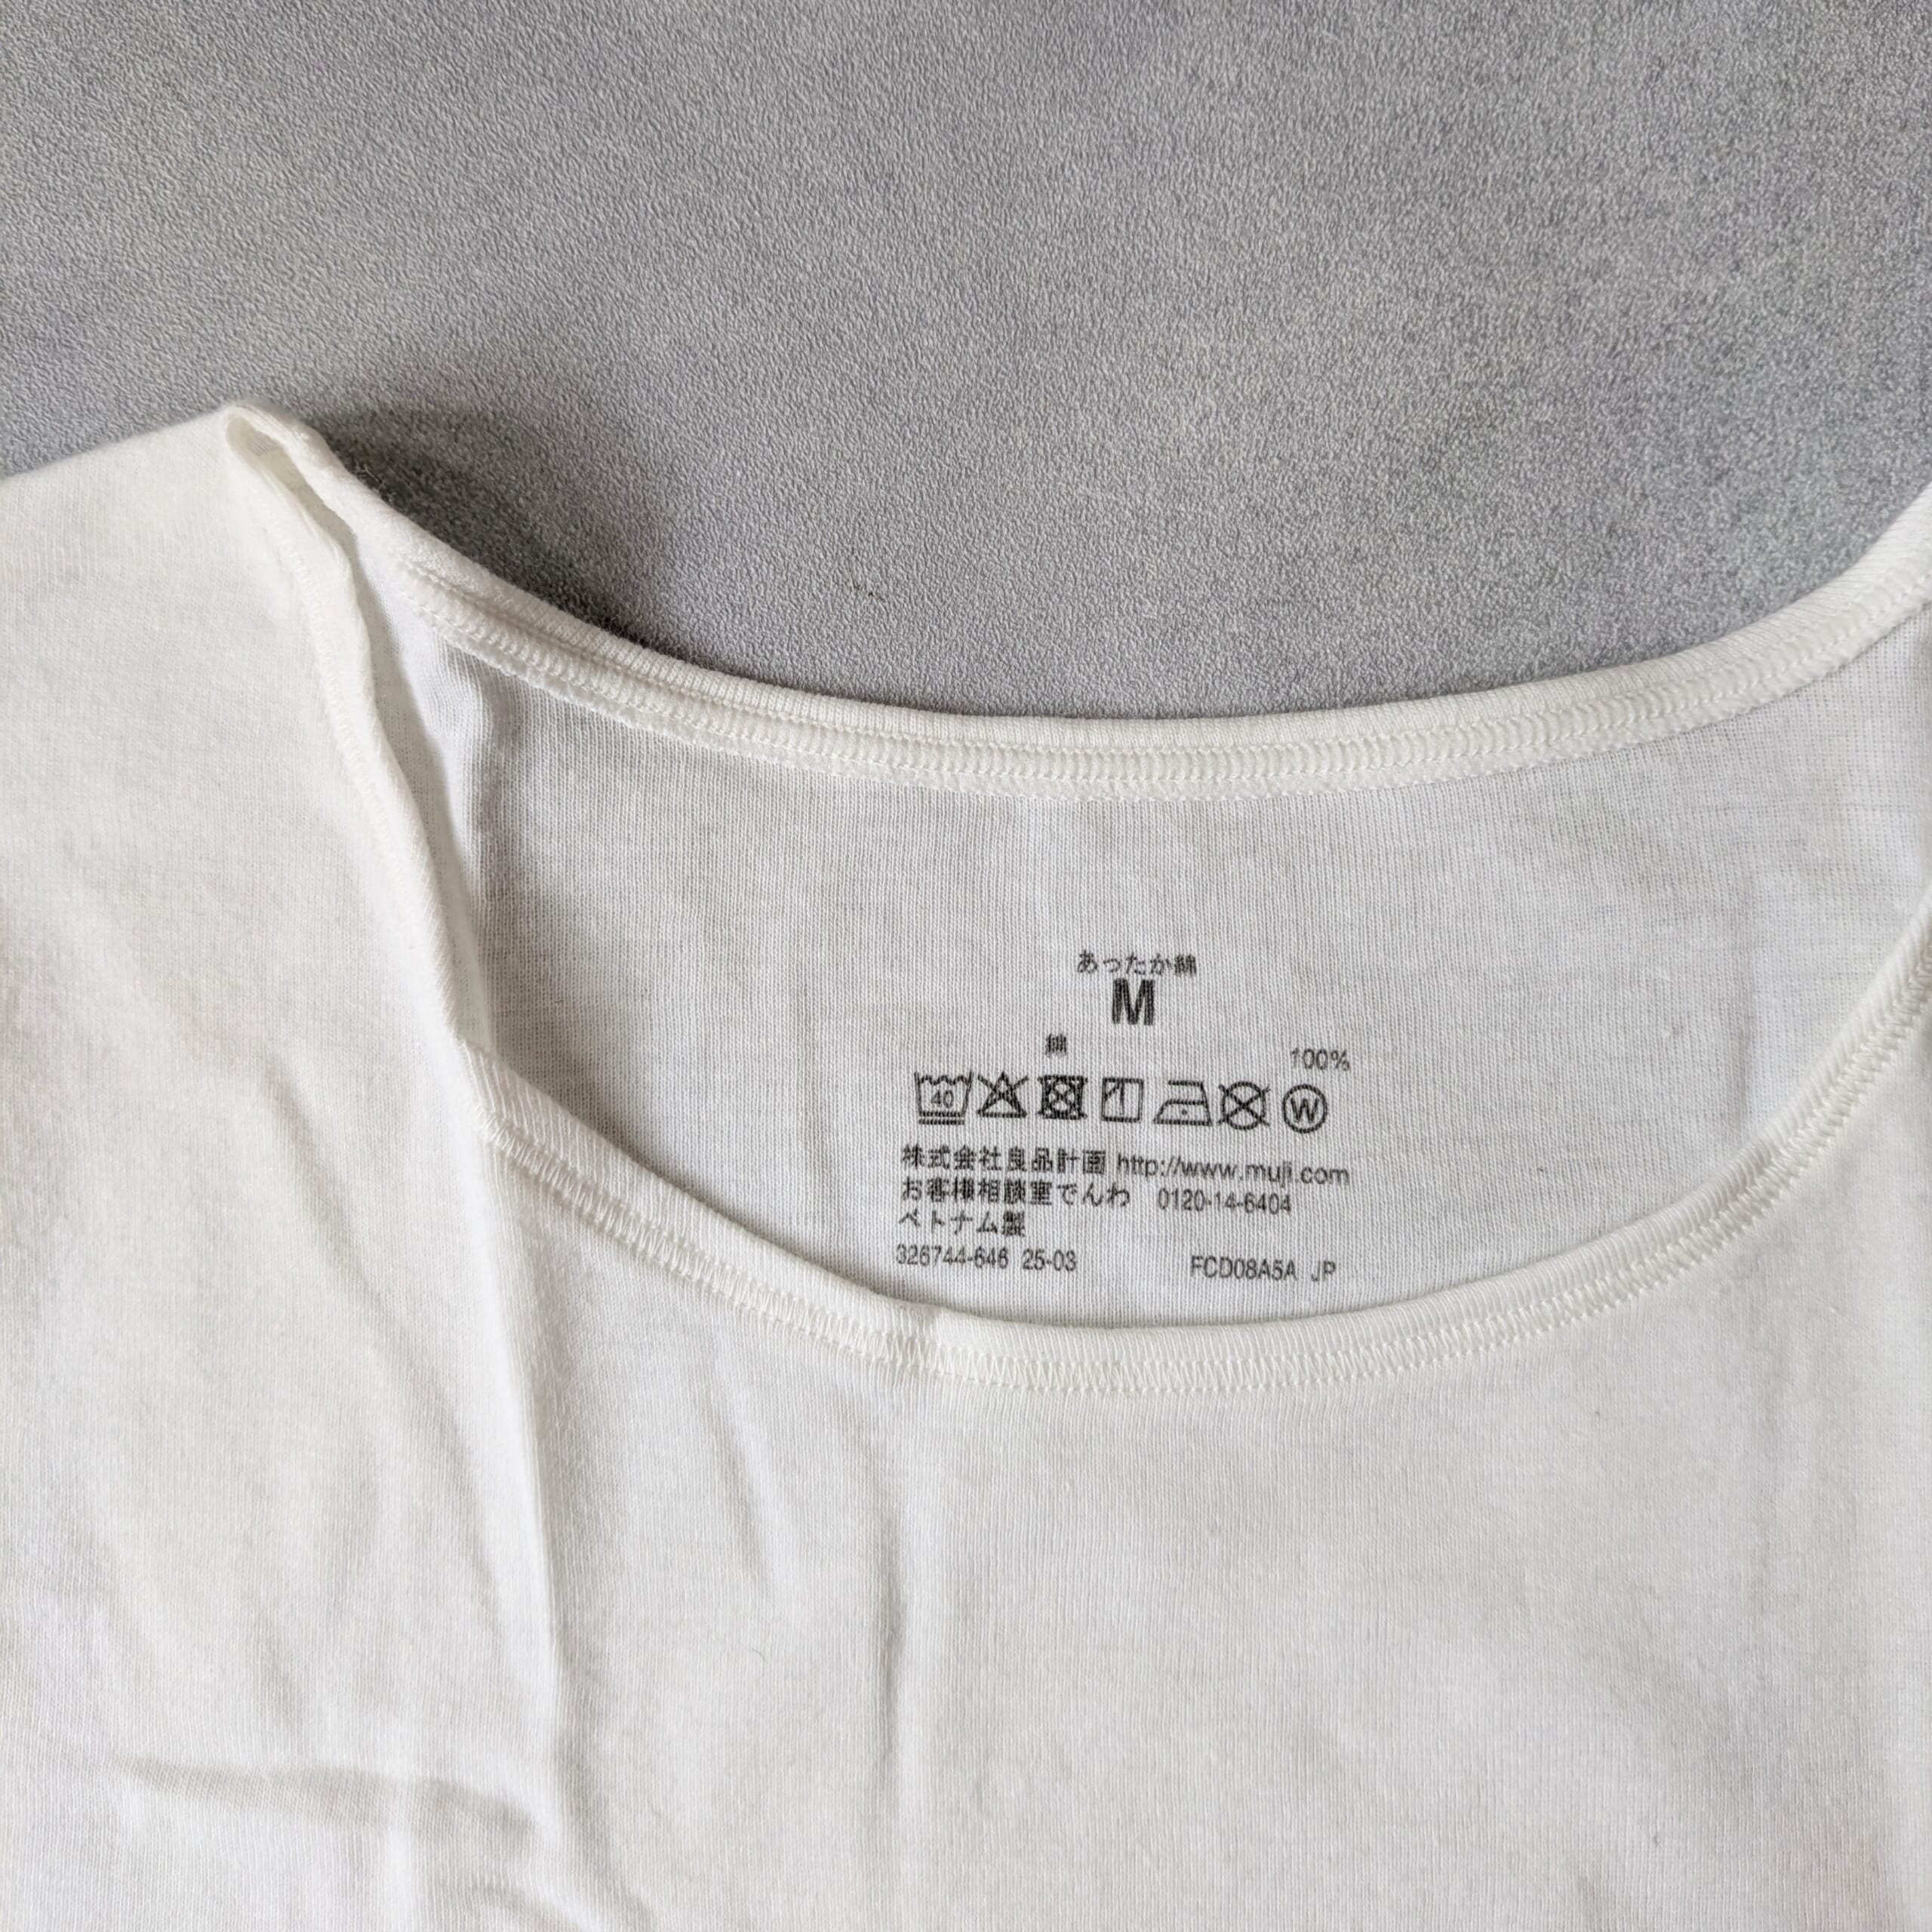 あったか綿
M
綿 100%
40 W
株式会社良品計画 http://www.muji.com
お客様相談室でんわ 0120-14-6404
ベトナム製
326744-646 25-03 FCD08A5A JP